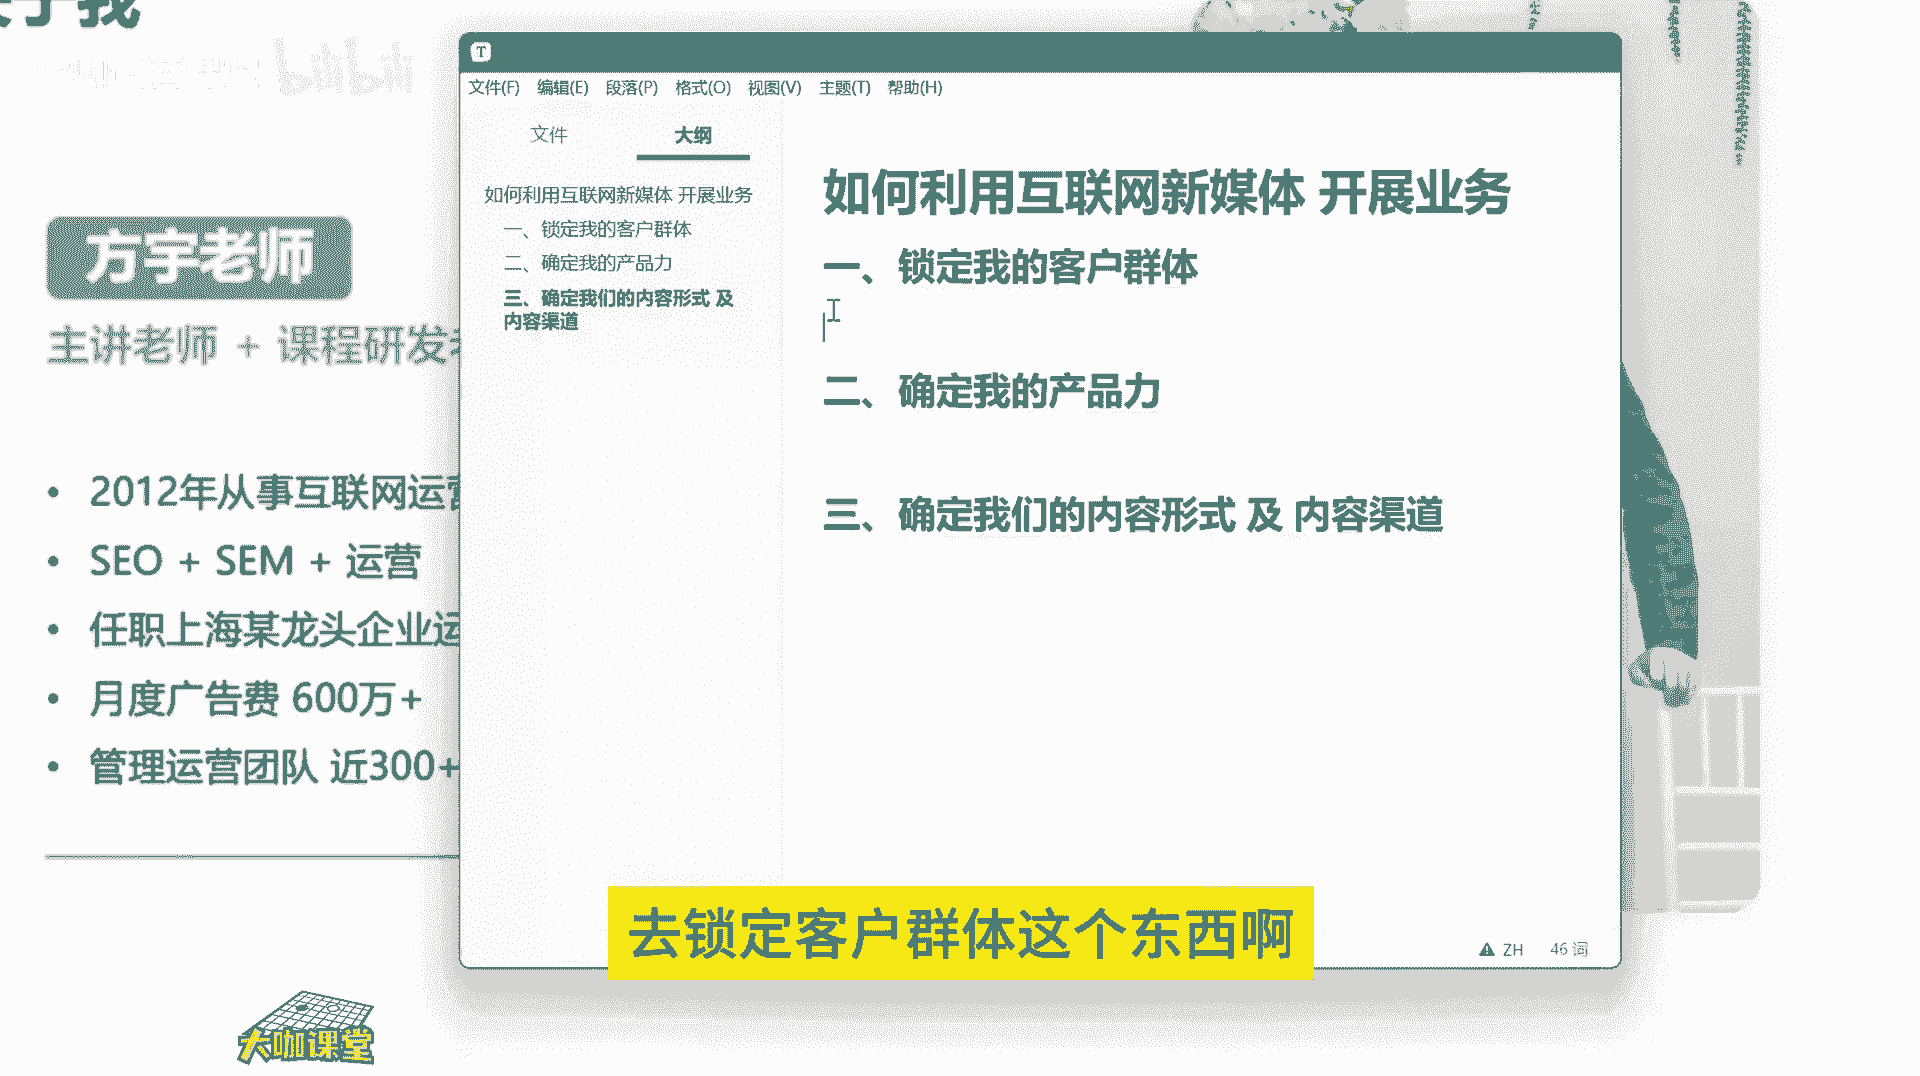 bilibili
方宇老师
主讲老师 + 课程研发
• 2012年从事互联网运营
• SEO + SEM + 运营
• 任职上海某龙头企业运
• 月度广告费 600万+
• 管理运营团队 近300+
大咖课堂
T
文件(F) 编辑(E) 段落(P) 格式(O) 视图(V) 主题(T) 帮助(H)
文件 大纲
如何利用互联网新媒体 开展业务
一、锁定我的客户群体
二、确定我的产品力
三、确定我们的内容形式 及
内容渠道
如何利用互联网新媒体 开展业务
一、锁定我的客户群体
二、确定我的产品力
三、确定我们的内容形式 及 内容渠道
ZH 46 词
去锁定客户群体这个东西啊